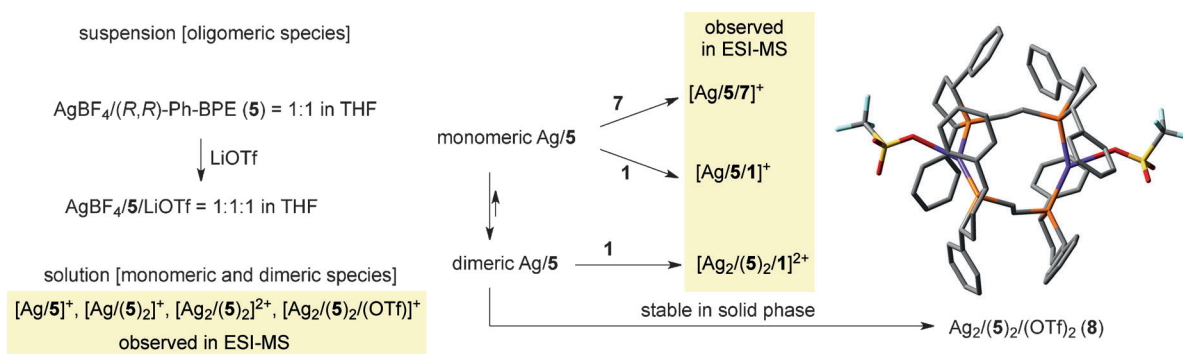 suspension [oligomeric species]
AgBF₄/(R,R)-Ph-BPE (5) = 1:1 in THF
LiOTf
AgBF₄/5/LiOTf = 1:1:1 in THF
solution [monomeric and dimeric species]
[Ag/5]⁺, [Ag/(5)₂]⁺, [Ag₂/(5)₂]²⁺, [Ag₂/(5)₂/(OTf)]⁺
observed in ESI-MS
observed
in ESI-MS
7
[Ag/5/7]⁺
monomeric Ag/5
1
[Ag/5/1]⁺
dimeric Ag/5
1
[Ag₂/(5)₂/1]²⁺
stable in solid phase
Ag₂/(5)₂/(OTf)₂ (8)